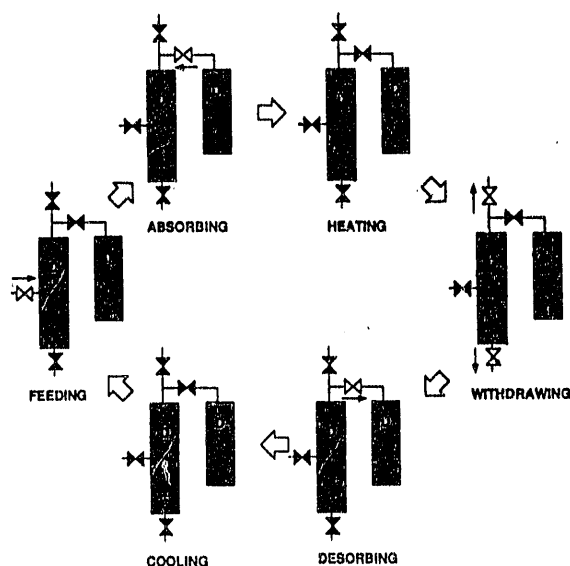 ABSORBING
HEATING
FEEDING
WITHDRAWING
COOLING
DESORBING